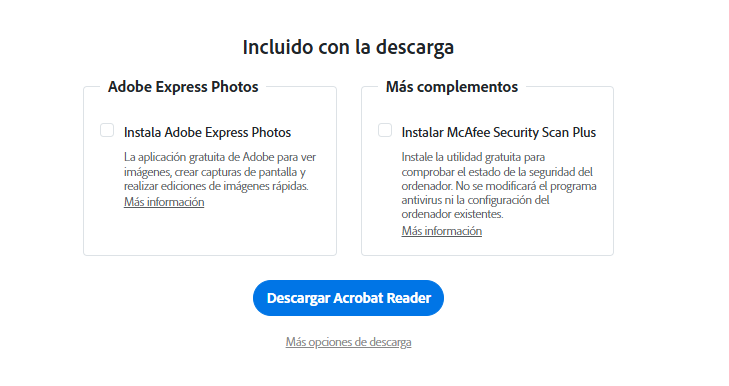 Incluido con la descarga
Adobe Express Photos
Instala Adobe Express Photos
La aplicación gratuita de Adobe para ver
imágenes, crear capturas de pantalla y
realizar ediciones de imágenes rápidas.
Más información
Más complementos
Instalar McAfee Security Scan Plus
Instale la utilidad gratuita para
comprobar el estado de la seguridad del
ordenador. No se modificará el programa
antivirus ni la configuración del
ordenador existentes.
Más información
Descargar Acrobat Reader
Más opciones de descarga